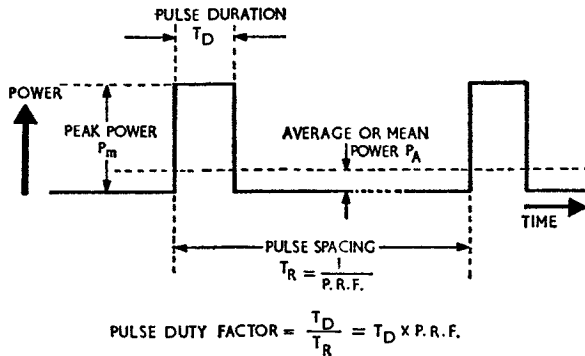 PULSE DURATION
T_D
POWER
PEAK POWER
P_m
AVERAGE OR MEAN
POWER P_A
TIME
PULSE SPACING
T_R = 1/P.R.F.
PULSE DUTY FACTOR = T_D/T_R = T_D × P.R.F.